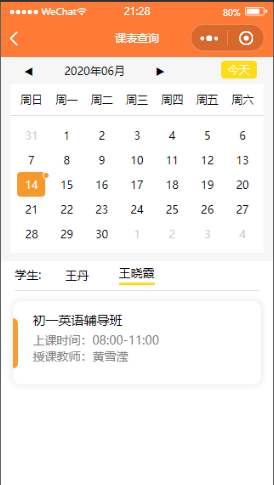 WeChat 21:28 80%
课表查询
◀ 2020年06月 ▶ 今天
周日 周一 周二 周三 周四 周五 周六
31 1 2 3 4 5 6
7 8 9 10 11 12 13
14 15 16 17 18 19 20
21 22 23 24 25 26 27
28 29 30 1 2 3 4
学生: 王丹 王晓霞
初一英语辅导班
上课时间：08:00-11:00
授课教师：黄雪滢